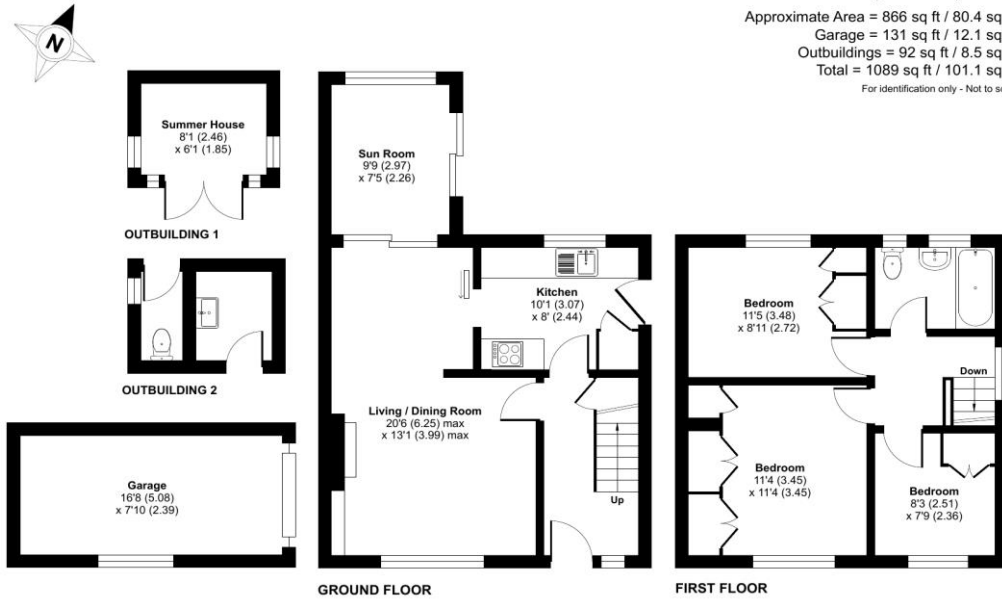 Approximate Area = 866 sq ft / 80.4 sq
Garage = 131 sq ft / 12.1 sq
Outbuildings = 92 sq ft / 8.5 sq
Total = 1089 sq ft / 101.1 sq
For identification only - Not to
N
Summer House
8'1 (2.46)
x 6'1 (1.85)
OUTBUILDING 1
OUTBUILDING 2
Garage
16'8 (5.08)
x 7'10 (2.39)
Sun Room
9'9 (2.97)
x 7'5 (2.26)
Kitchen
10'1 (3.07)
x 8' (2.44)
Living / Dining Room
20'6 (6.25) max
x 13'1 (3.99) max
Up
GROUND FLOOR
Bedroom
11'5 (3.48)
x 8'11 (2.72)
Down
Bedroom
11'4 (3.45)
x 11'4 (3.45)
Bedroom
8'3 (2.51)
x 7'9 (2.36)
FIRST FLOOR